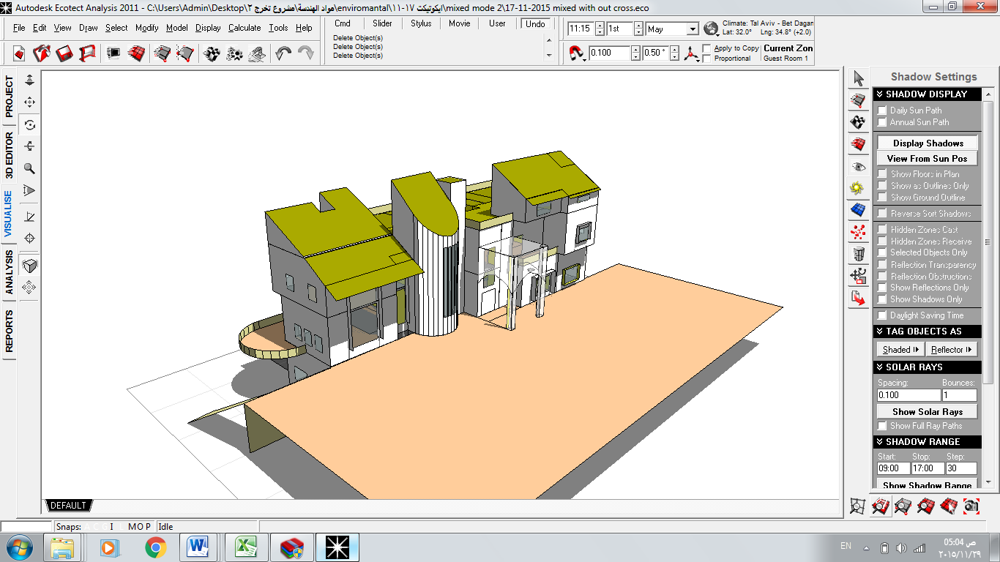 Autodesk Ecotect Analysis 2011 - C:\Users\Admin\Desktop\مشروع تخرج ٢\مواد الهندسة\enviromantal\ايكوتيكت ١٧-١١\mixed mode 2\17-11-2015 mixed with out cross.eco
File Edit View Draw Select Modify Model Display Calculate Tools Help
Cmd Slider Stylus Movie User Undo
Delete Object(s)
Delete Object(s)
Delete Object(s)
11:15 1st May
Climate: Tel Aviv - Bet Dagan
Lat: 32.0° Lng: 34.8° (+2.0)
0.100 0.50 °
Apply to Copy
Proportional
Current Zon
Guest Room 1
PROJECT
3D EDITOR
VISUALISE
ANALYSIS
REPORTS
Shadow Settings
SHADOW DISPLAY
Daily Sun Path
Annual Sun Path
Display Shadows
View From Sun Pos
Show Floors in Plan
Show as Outlines Only
Show Ground Outline
Reverse Sort Shadows
Hidden Zones Cast
Hidden Zones Receive
Selected Objects Only
Reflection Transparency
Reflection Obstructions
Show Reflections Only
Show Shadows Only
Daylight Saving Time
TAG OBJECTS AS
Shaded Reflector
SOLAR RAYS
Spacing: Bounces:
0.100 1
Show Solar Rays
Show Full Ray Paths
SHADOW RANGE
Start: Stop: Step:
09:00 17:00 30
Show Shadow Range
DEFAULT
Snaps: A C G I L M O P Idle
EN
05:04 ص
٢٠١٥/١١/٢٩